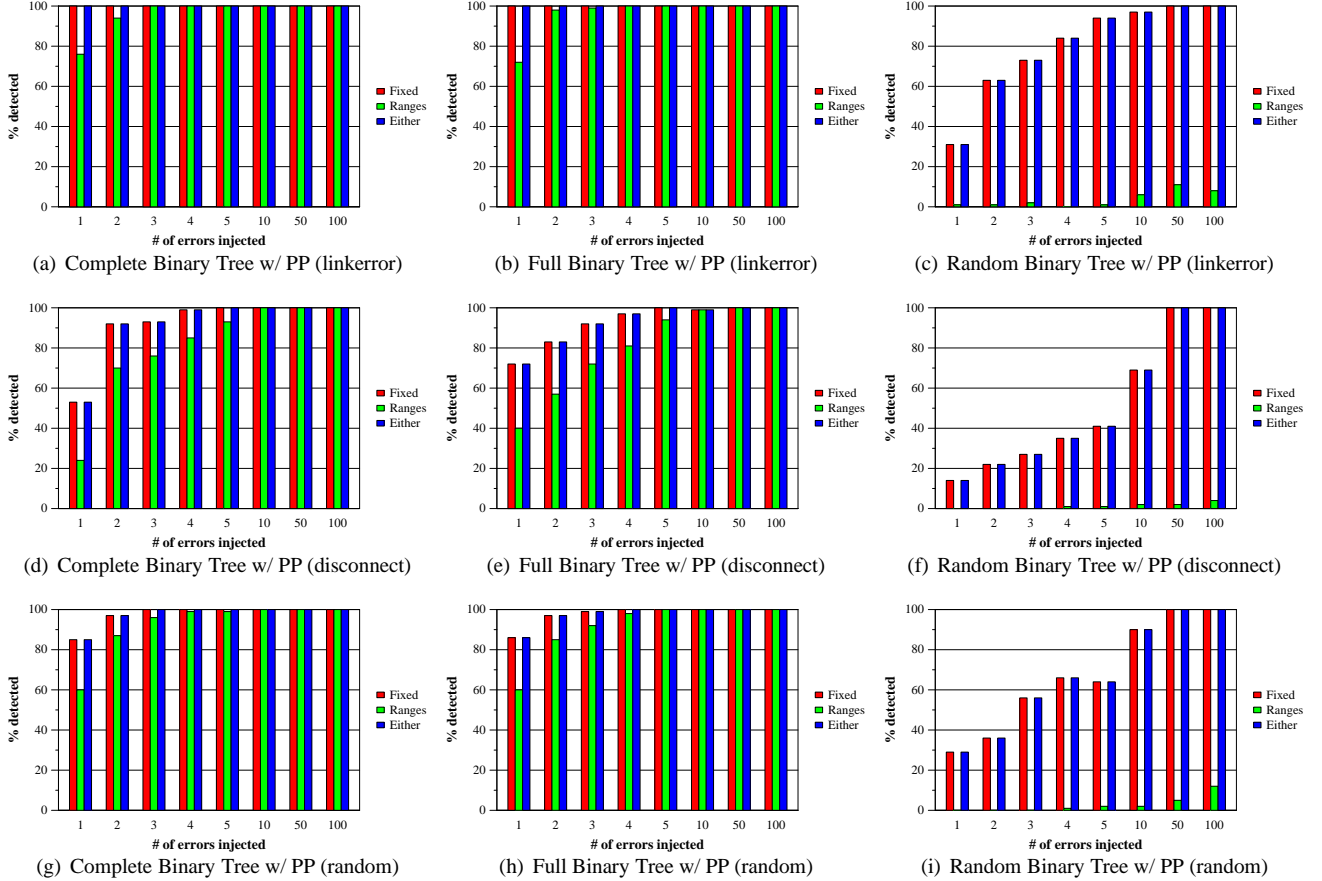 100
80
60
40
20
0
% detected
1 2 3 4 5 10 50 100
# of errors injected
Fixed
Ranges
Either
(a) Complete Binary Tree w/ PP (linkerror)
100
80
60
40
20
0
% detected
1 2 3 4 5 10 50 100
# of errors injected
Fixed
Ranges
Either
(b) Full Binary Tree w/ PP (linkerror)
100
80
60
40
20
0
% detected
1 2 3 4 5 10 50 100
# of errors injected
Fixed
Ranges
Either
(c) Random Binary Tree w/ PP (linkerror)
100
80
60
40
20
0
% detected
1 2 3 4 5 10 50 100
# of errors injected
Fixed
Ranges
Either
(d) Complete Binary Tree w/ PP (disconnect)
100
80
60
40
20
0
% detected
1 2 3 4 5 10 50 100
# of errors injected
Fixed
Ranges
Either
(e) Full Binary Tree w/ PP (disconnect)
100
80
60
40
20
0
% detected
1 2 3 4 5 10 50 100
# of errors injected
Fixed
Ranges
Either
(f) Random Binary Tree w/ PP (disconnect)
100
80
60
40
20
0
% detected
1 2 3 4 5 10 50 100
# of errors injected
Fixed
Ranges
Either
(g) Complete Binary Tree w/ PP (random)
100
80
60
40
20
0
% detected
1 2 3 4 5 10 50 100
# of errors injected
Fixed
Ranges
Either
(h) Full Binary Tree w/ PP (random)
100
80
60
40
20
0
% detected
1 2 3 4 5 10 50 100
# of errors injected
Fixed
Ranges
Either
(i) Random Binary Tree w/ PP (random)